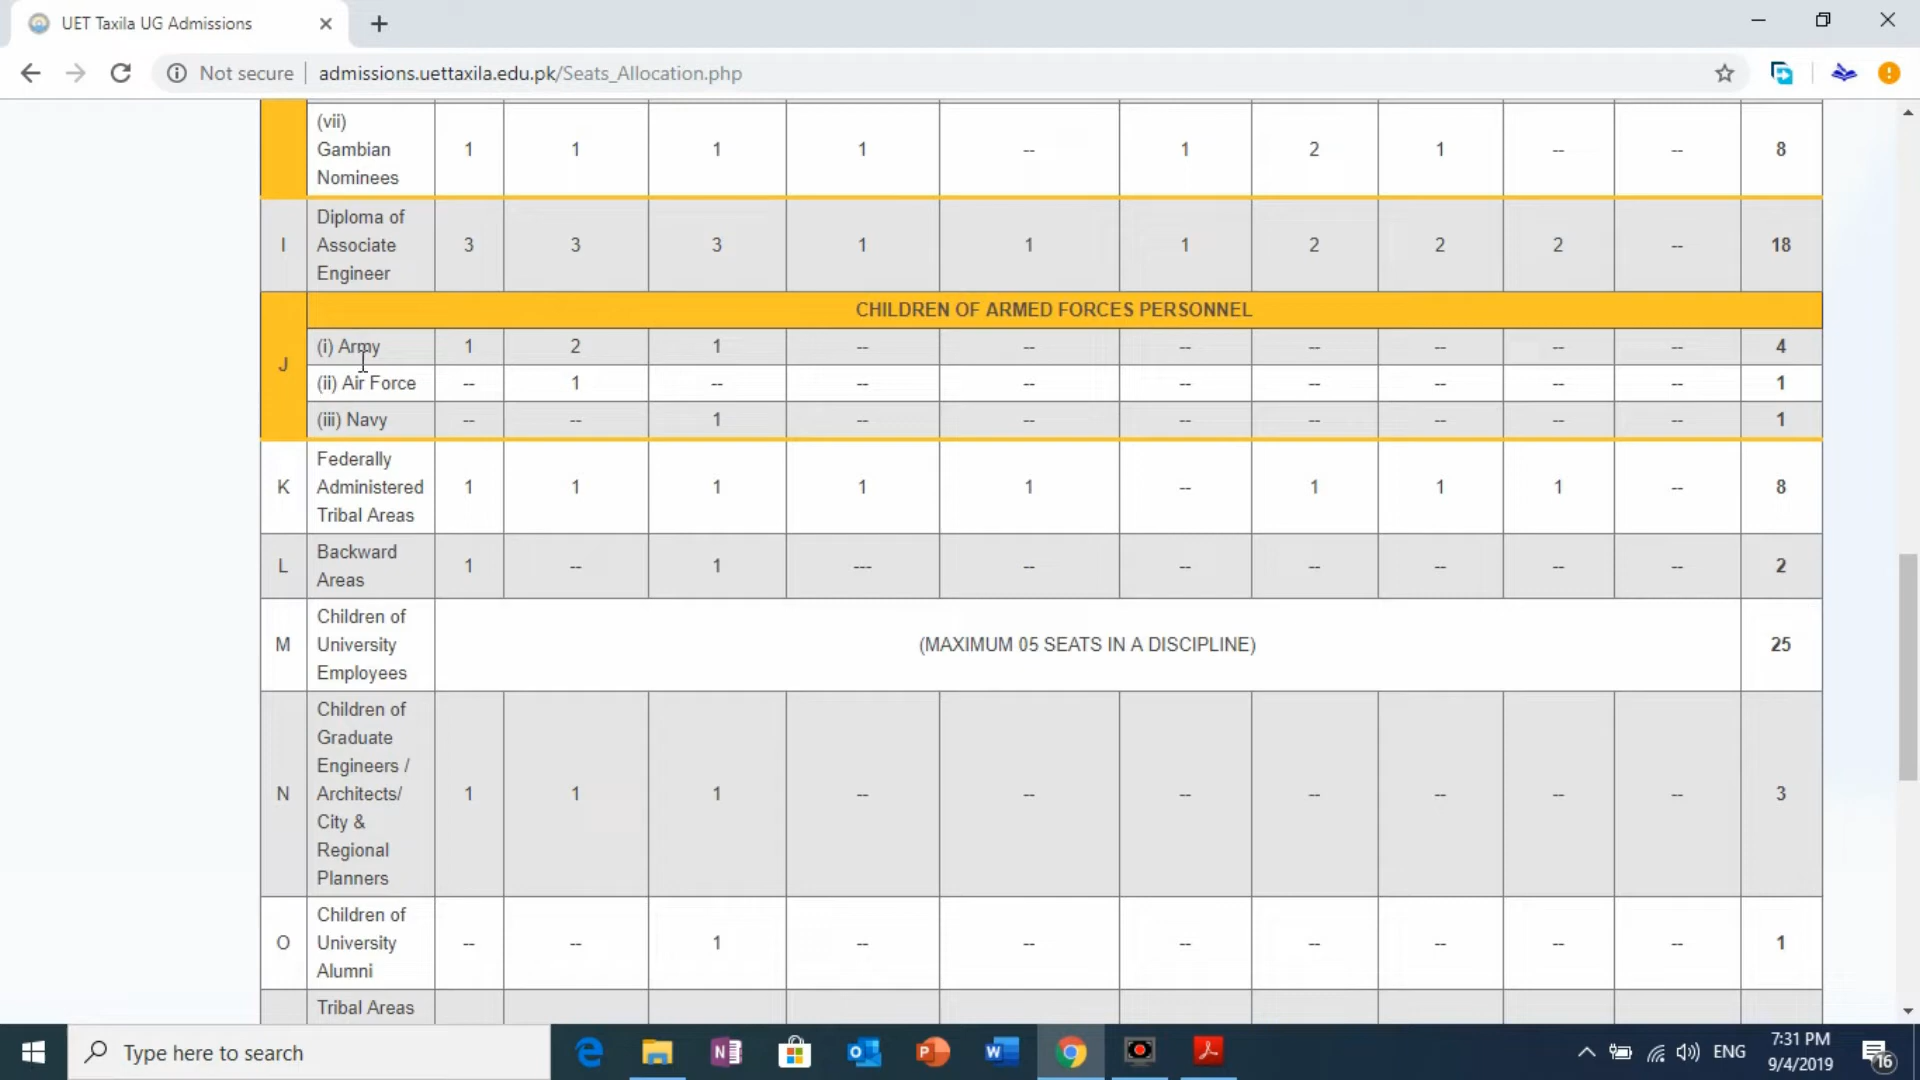 UET Taxila UG Admissions
Not secure
admissions.uettaxila.edu.pk/Seats_Allocation.php
(vii)
Gambian
Nominees
1 1 1 1 -- 1 2 1 -- -- 8
I
Diploma of
Associate
Engineer
3 3 3 1 1 1 2 2 2 -- 18
J
CHILDREN OF ARMED FORCES PERSONNEL
(i) Army 1 2 1 -- -- -- -- -- -- -- 4
(ii) Air Force -- 1 -- -- -- -- -- -- -- -- 1
(iii) Navy -- -- 1 -- -- -- -- -- -- -- 1
K
Federally
Administered
Tribal Areas
1 1 1 1 1 -- 1 1 1 -- 8
L
Backward
Areas
1 -- 1 --- -- -- -- -- -- -- 2
M
Children of
University
Employees
(MAXIMUM 05 SEATS IN A DISCIPLINE)
25
N
Children of
Graduate
Engineers /
Architects/
City &
Regional
Planners
1 1 1 -- -- -- -- -- -- -- 3
O
Children of
University
Alumni
-- -- 1 -- -- -- -- -- -- -- 1
Tribal Areas
Type here to search
ENG
7:31 PM
9/4/2019
16